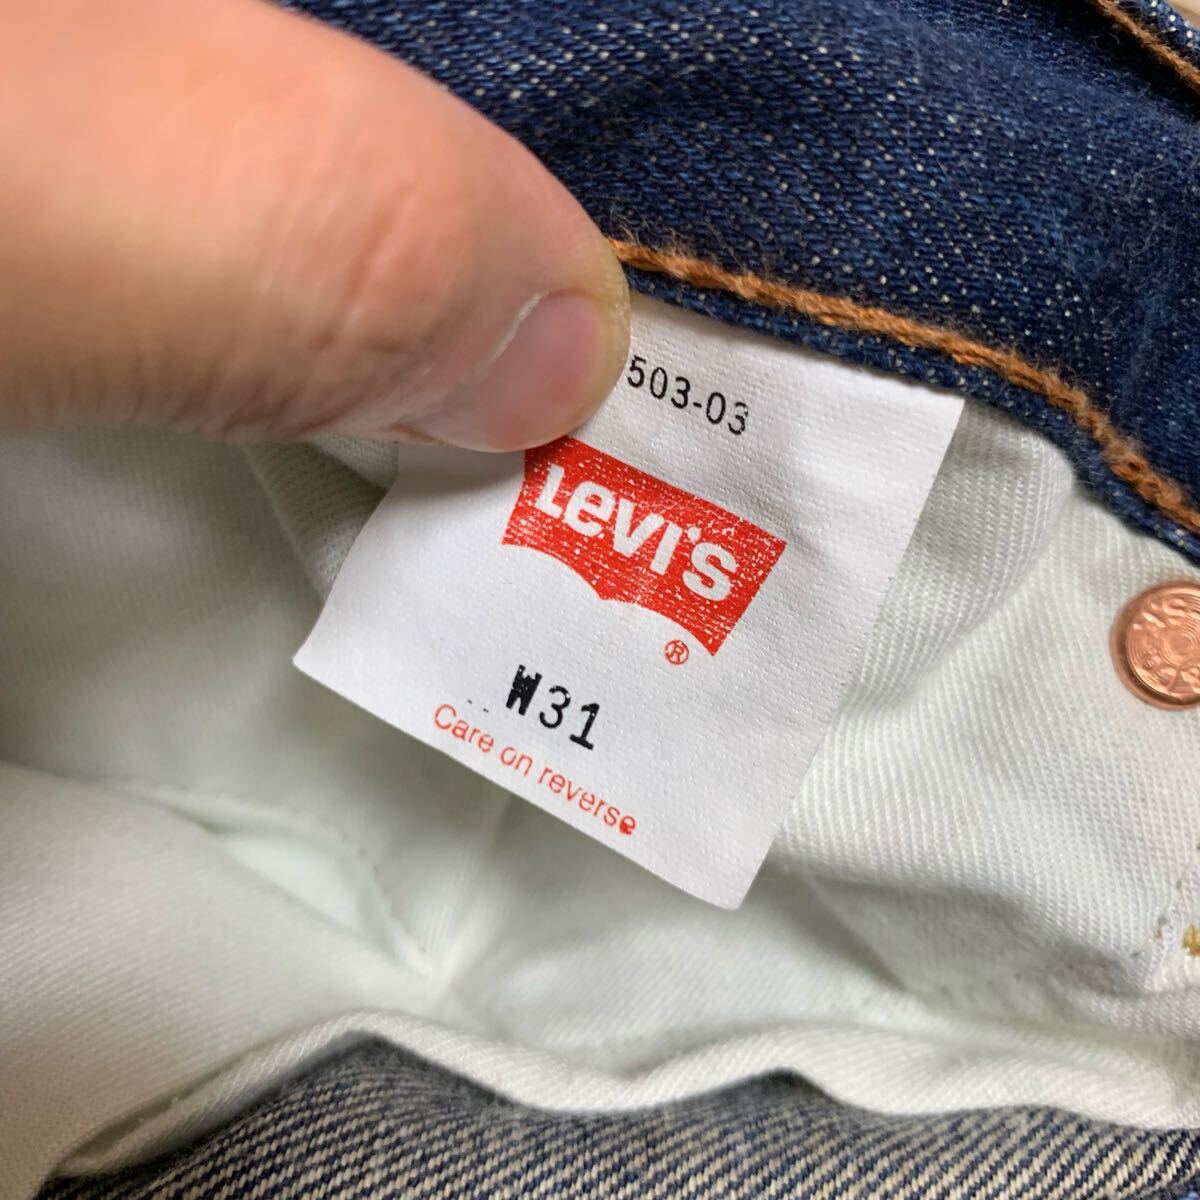 503-03
Levi's
®
W31
Care on reverse